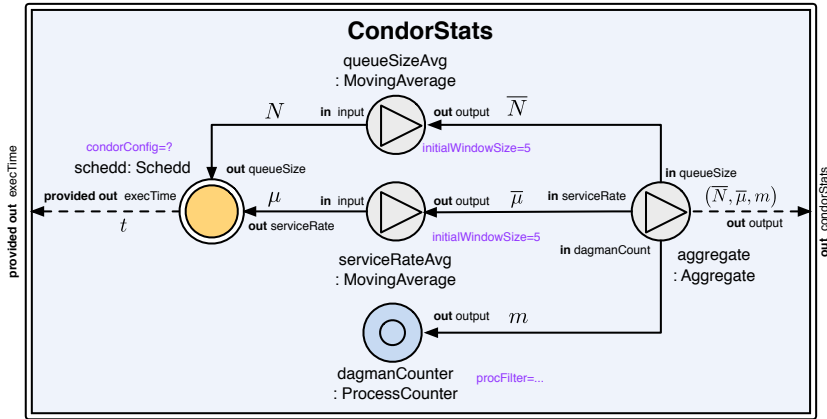 CondorStats
queueSizeAvg
: MovingAverage
N
in input
out output
N̅
condorConfig=?
initialWindowSize=5
schedd: Schedd
out queueSize
in queueSize
provided out execTime
t
μ
in input
out output
μ̅
in serviceRate
(N̅, μ̅, m)
out output
out serviceRate
initialWindowSize=5
in dagmanCount
serviceRateAvg
: MovingAverage
aggregate
: Aggregate
out output
m
dagmanCounter
: ProcessCounter
procFilter=...
provided out execTime
out condorStats